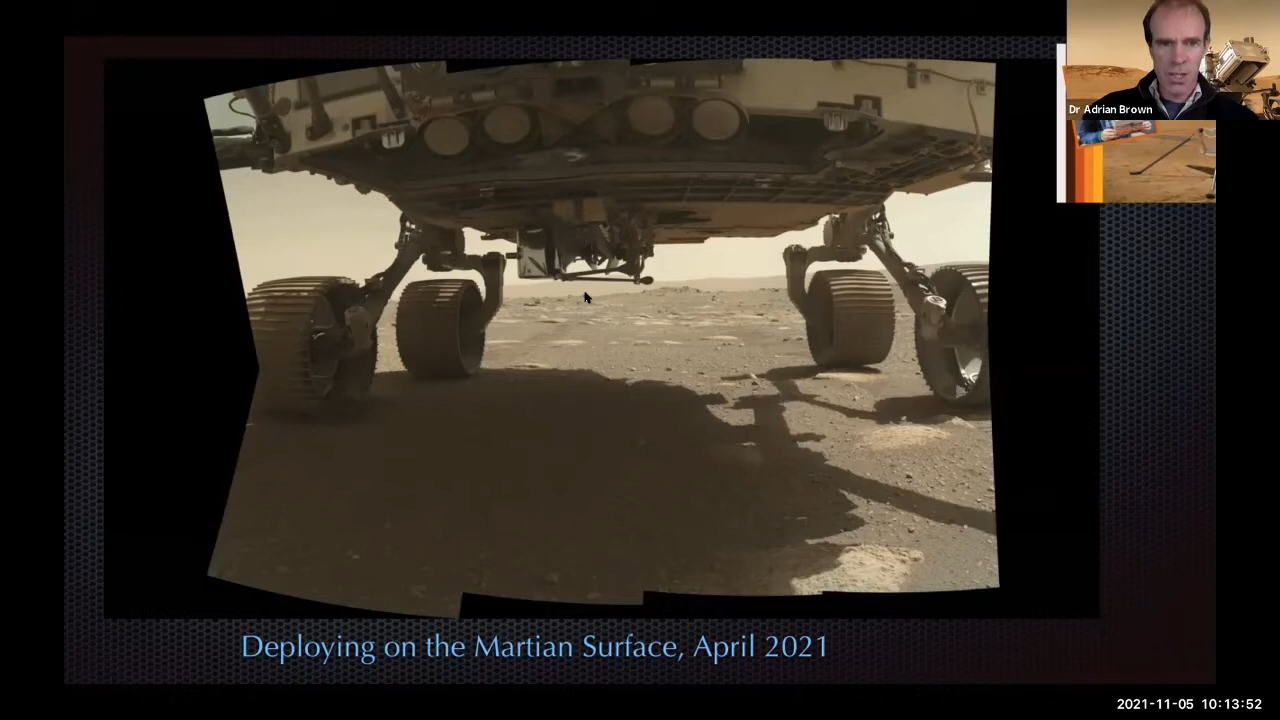 Dr Adrian Brown
Deploying on the Martian Surface, April 2021
2021-11-05 10:13:52